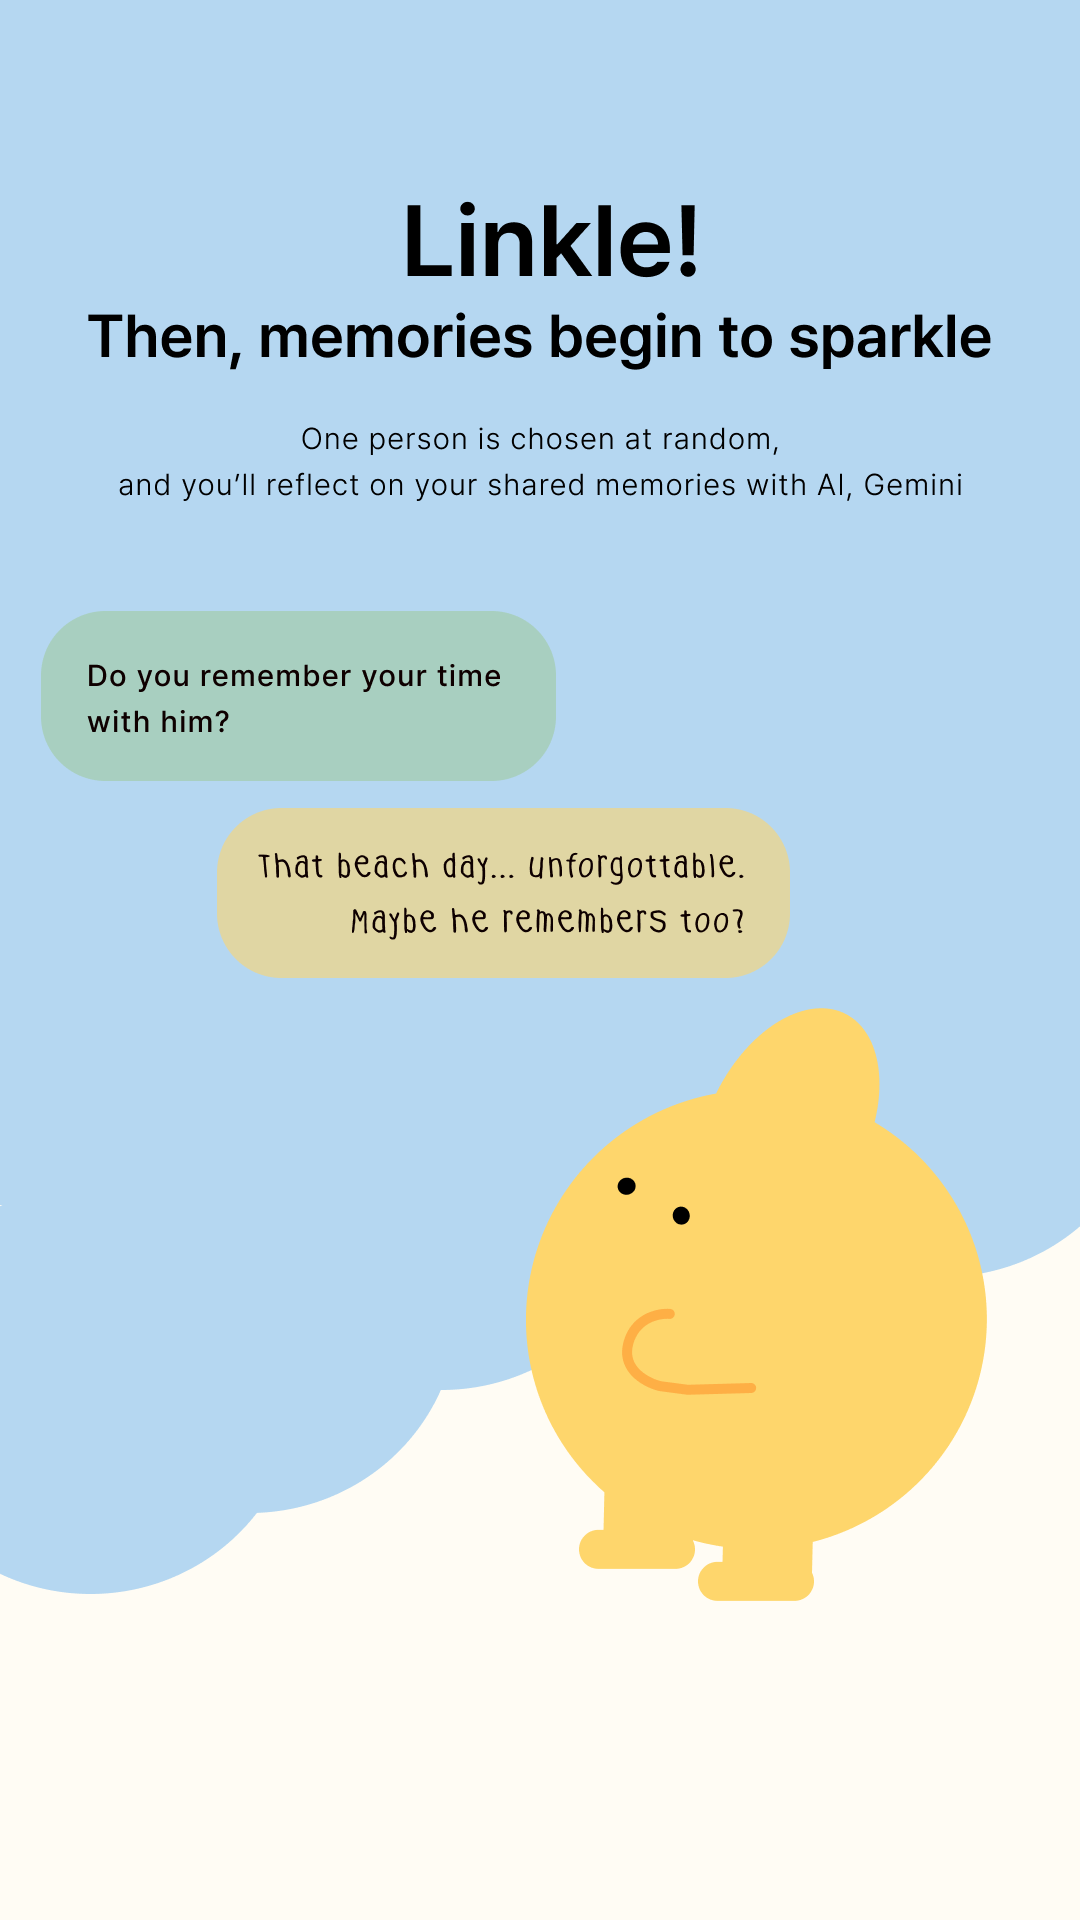 Linkle!
Then, memories begin to sparkle
One person is chosen at random,
and you’ll reflect on your shared memories with AI, Gemini
Do you remember your time
with him?
That beach day... unforgottable.
Maybe he remembers too?